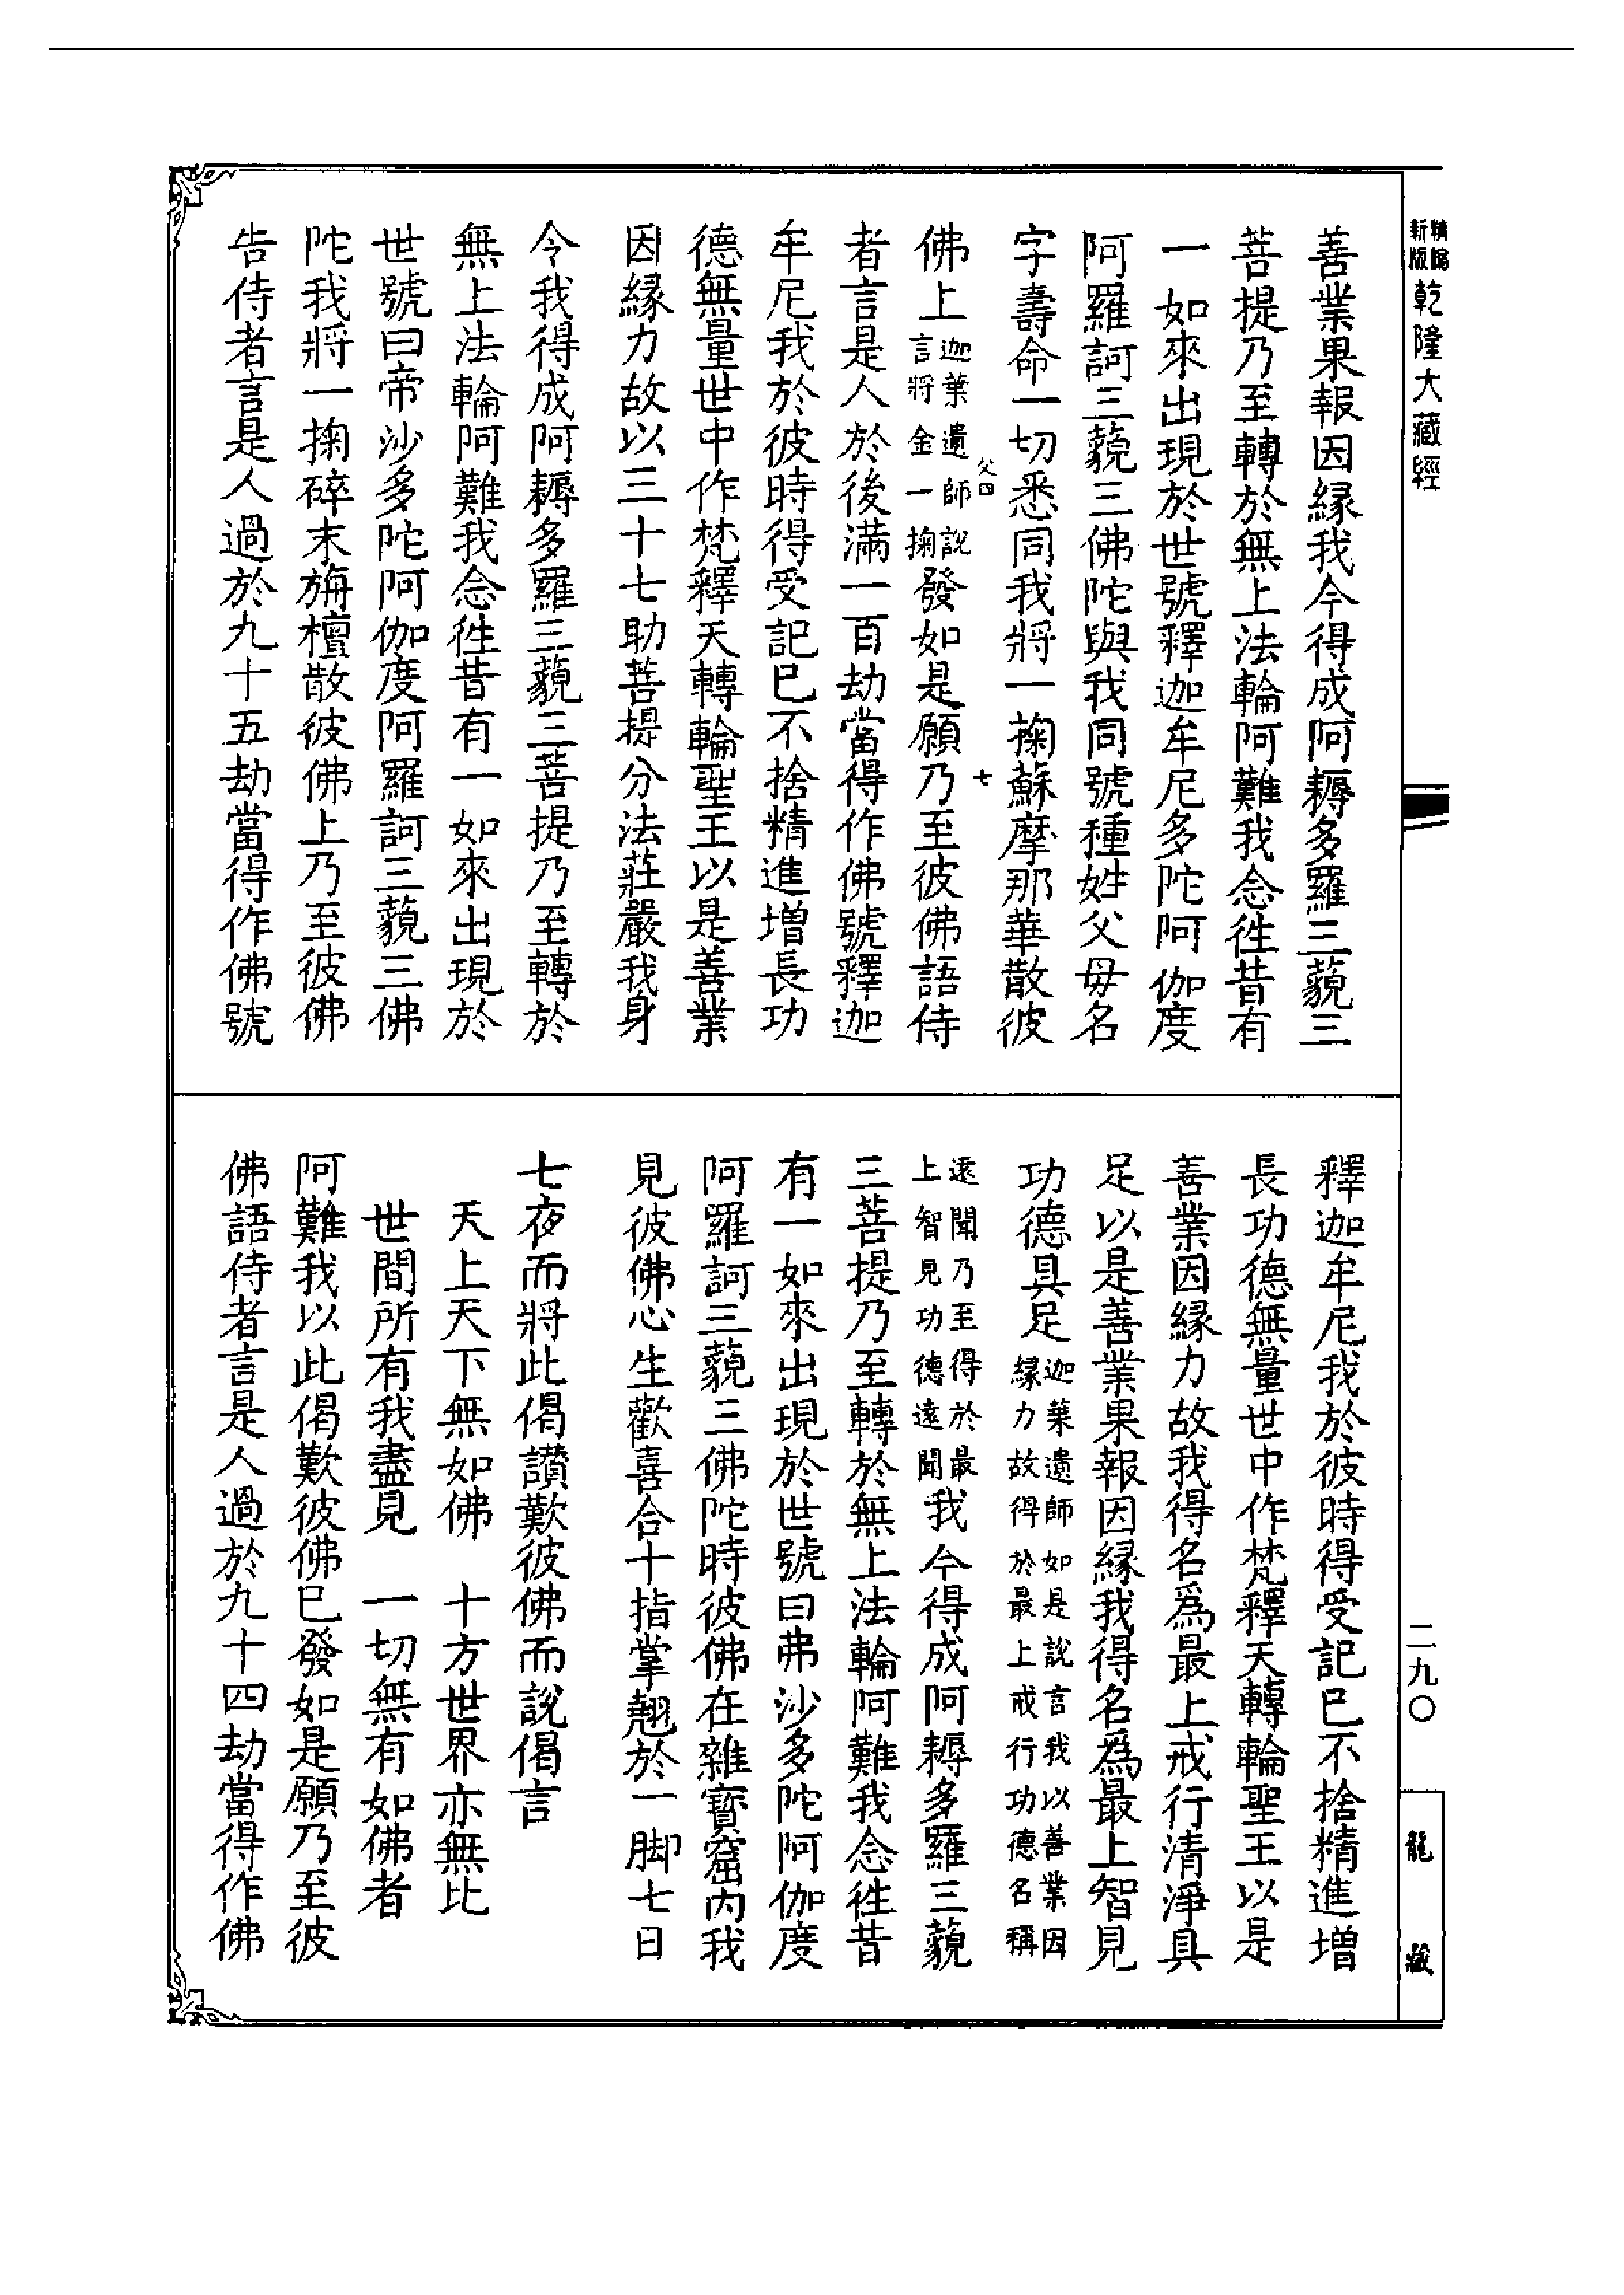 新版精編乾隆大藏經
善業果報因緣我今得成阿耨多羅三藐三
菩提乃至轉於無上法輪阿難我念徃昔有
一如來出現於世號釋迦牟尼多陀阿伽度
阿羅訶三藐三佛陀與我同號種姓父母名
字壽命一切悉同我將一掬蘇摩那華散彼
父四
七
佛上迦葉遺師說言將金一掬發如是願乃至彼佛語侍
者言是人於後滿一百劫當得作佛號釋迦
牟尼我於彼時得受記巳不捨精進增長功
德無量世中作梵釋天轉輪聖王以是善業
因緣力故以三十七助菩提分法莊嚴我身
令我得成阿耨多羅三藐三菩提乃至轉於
無上法輪阿難我念徃昔有一如來出現於
世號曰帝沙多陀阿伽度阿羅訶三藐三佛
陀我將一掬碎末旃檀散彼佛上乃至彼佛
告侍者言是人過於九十五劫當得作佛號
釋迦牟尼我於彼時得受記巳不捨精進增
長功德無量世中作梵釋天轉輪聖王以是
善業因緣力故我得名爲最上戒行清淨具
足以是善業果報因緣我得名爲最上智見
功德具足迦葉遺師如是說言我以善業因緣力故得於最上戒行功德名稱
遠聞乃至得於最上智見功德遠聞我今得成阿耨多羅三藐
三菩提乃至轉於無上法輪阿難我念徃昔
有一如來出現於世號曰弗沙多陀阿伽度
阿羅訶三藐三佛陀時彼佛在雜寳窟內我
見彼佛心生歡喜合十指掌翹於一脚七日
七夜而將此偈讚歎彼佛而說偈言
天上天下無如佛　十方世界亦無比
世間所有我盡見　一切無有如佛者
阿難我以此偈歎彼佛巳發如是願乃至彼
佛語侍者言是人過於九十四劫當得作佛
二九〇
龍藏